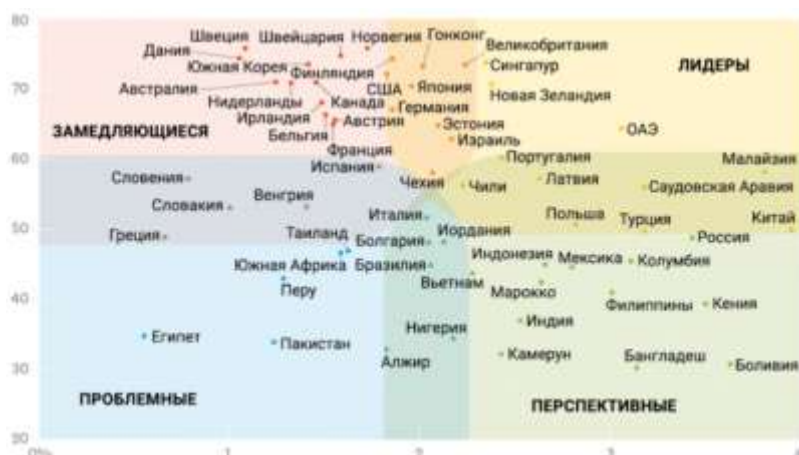 80
Швеция
Швейцария
Норвегия
Гонконг
Дания
Великобритания
Южная Корея
Финляндия
Сингапур
ЛИДЕРЫ
70
Австралия
США
Япония
Нидерланды
Канада
Германия
Новая Зеландия
Ирландия
ЗАМЕДЛЯЮЩИЕСЯ
Бельгия
Австрия
Эстония
ОАЭ
Израиль
Франция
60
Испания
Португалия
Малайзия
Словения
Чехия
Чили
Латвия
Саудовская Аравия
Венгрия
Словакия
Италия
Польша
Турция
Китай
50
Греция
Таиланд
Болгария
Иордания
Россия
Южная Африка
Бразилия
Индонезия
Мексика
Колумбия
Перу
Вьетнам
Марокко
40
Филиппины
Кения
Египет
Пакистан
Нигерия
Индия
Алжир
Камерун
Бангладеш
Боливия
30
ПРОБЛЕМНЫЕ
ПЕРСПЕКТИВНЫЕ
20
0%
1
2
3
4